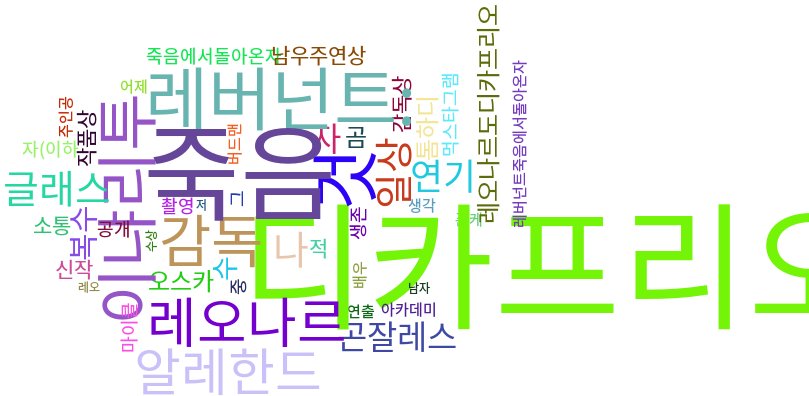 죽음에서돌아온자
남우주연상
레버넌트:
어제
주인공
작품상
자(이하
이냐리투
버드맨
죽음
사
곰
것
일상
감독상
톰하디
먹스타그램
레오나르도디카프리오
레버넌트죽음에서돌아온자
연기
글래스
촬영
저
그
생각
소통
복수
공개
수상
감독
나
적
생존
디카프리오
신작
레오
오스카
수
중
배우
남자
마이클
레오나르
연출
아카데미
곤잘레스
알레한드